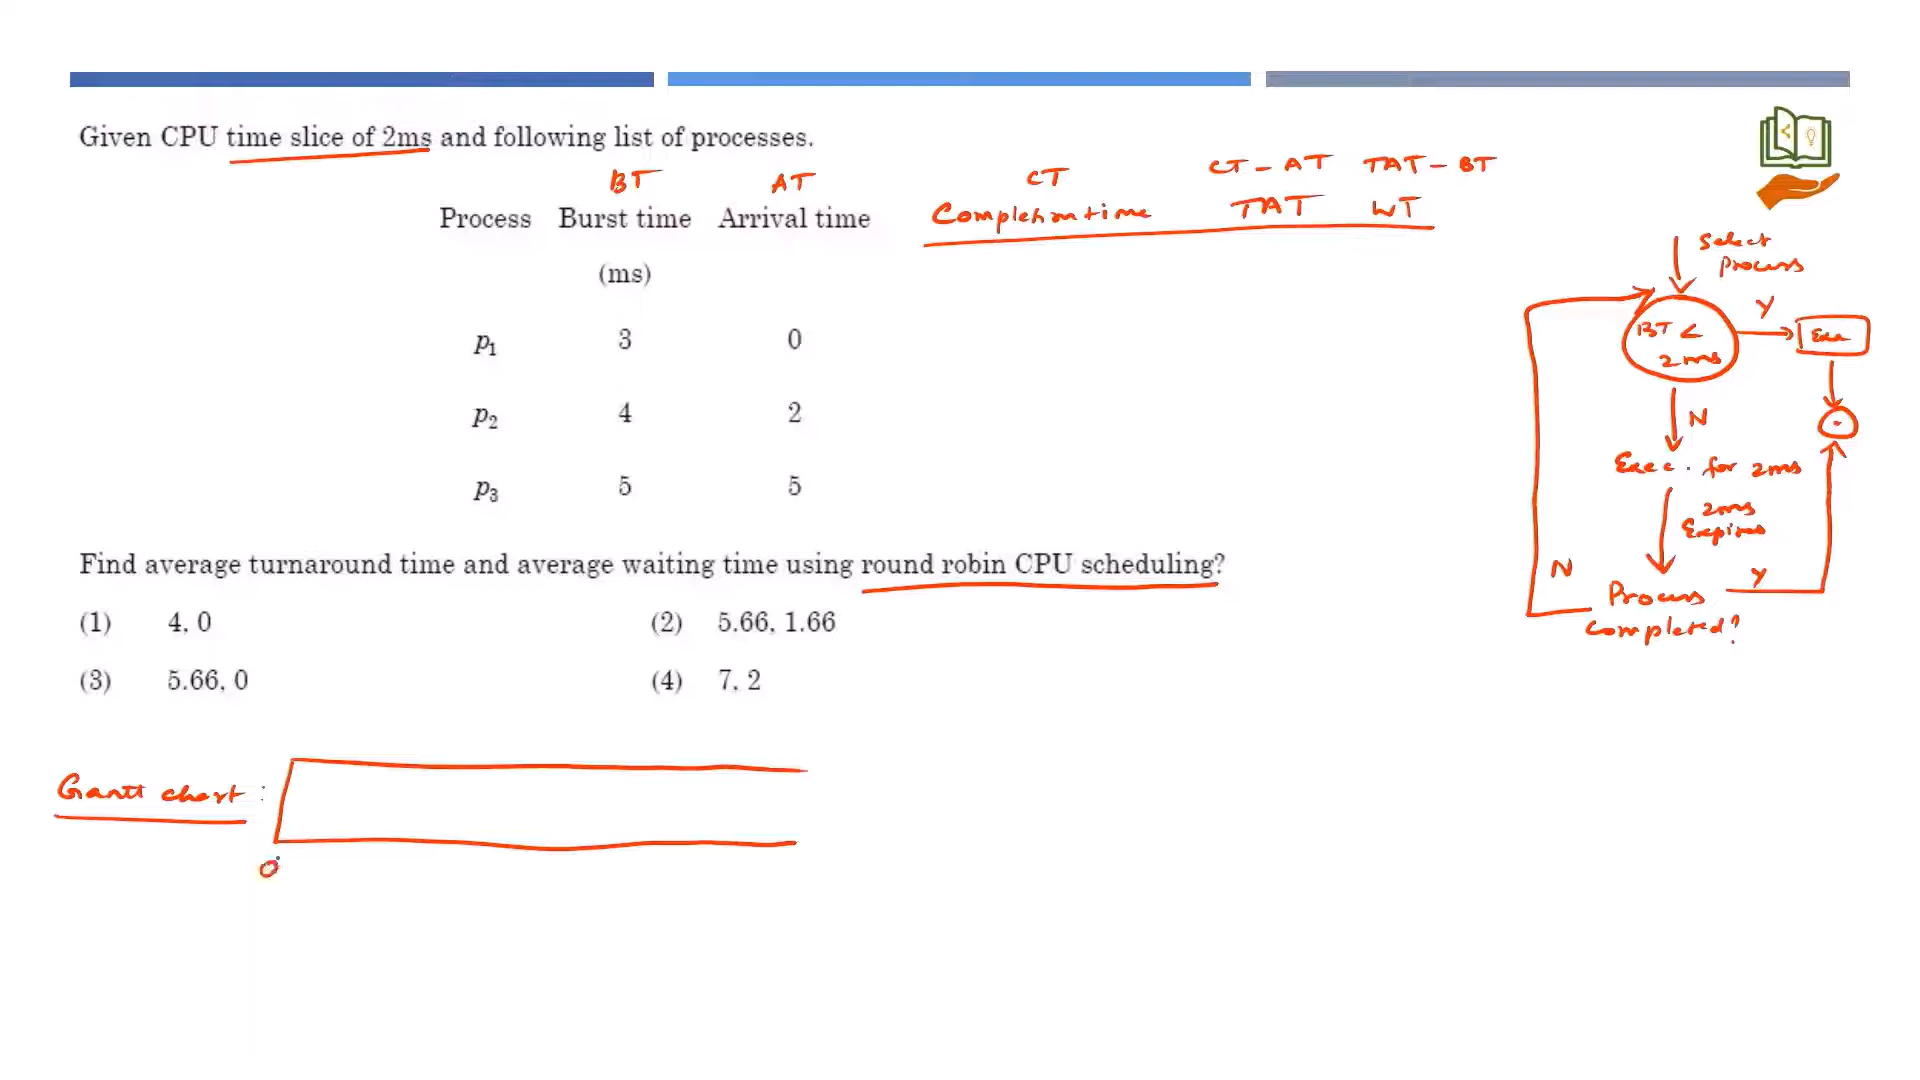 Given CPU time slice of 2ms and following list of processes.
BT AT CT CT - AT TAT - BT
Process Burst time Arrival time Completion time TAT WT
(ms)
p1 3 0
p2 4 2
p3 5 5
Find average turnaround time and average waiting time using round robin CPU scheduling?
(1) 4, 0 (2) 5.66, 1.66
(3) 5.66, 0 (4) 7, 2
Select
Process
BT <
2ms
Y
Exe
N
Exec. for 2ms
2ms
Expires
N
Process
completed?
Y
Gantt chart :
0